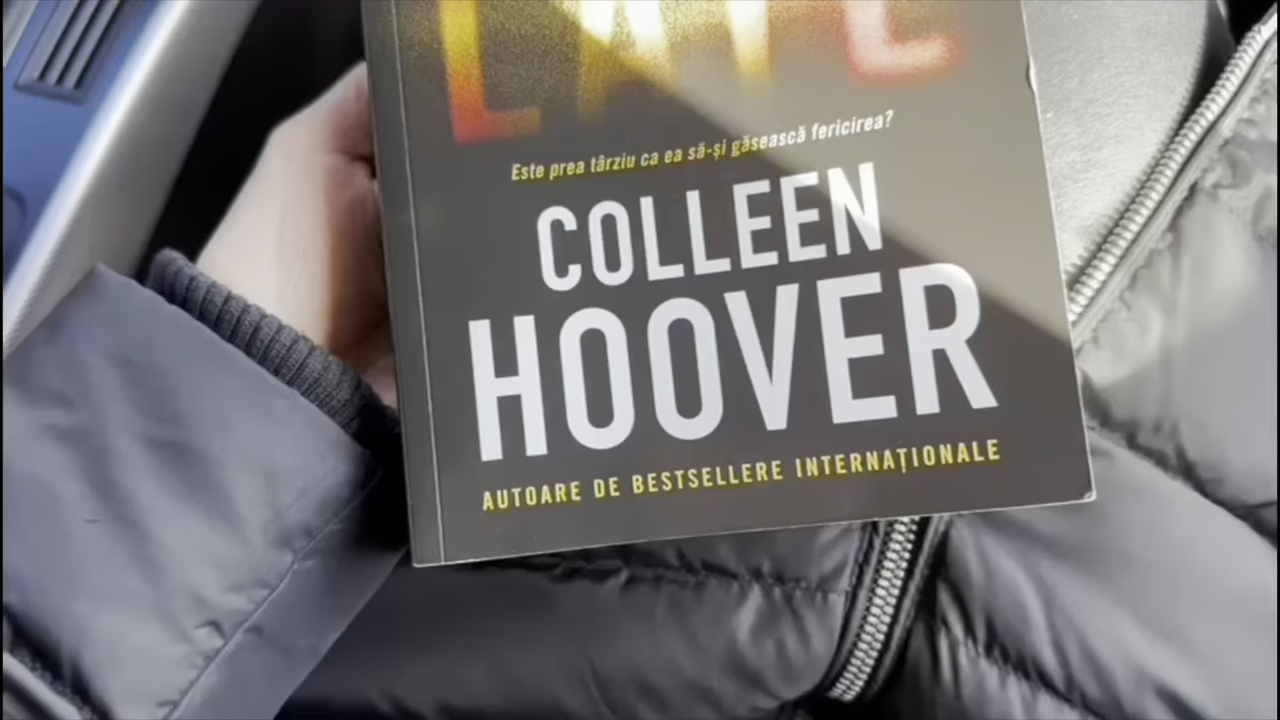 Este prea târziu ca ea să-și găsească fericirea?
COLLEEN
HOOVER
AUTOARE DE BESTSELLERE INTERNAȚIONALE